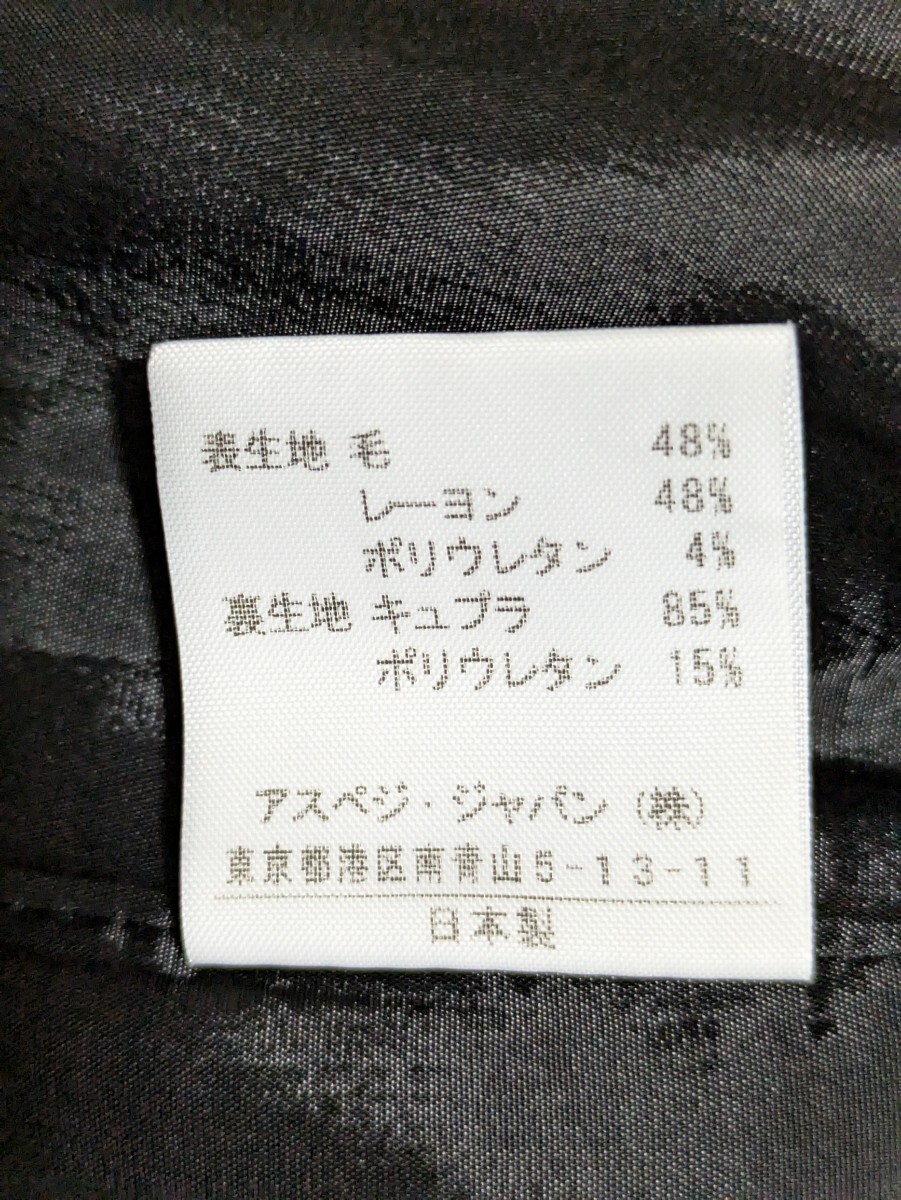 表生地 毛 48%
レーヨン 48%
ポリウレタン 4%
裏生地 キュプラ 85%
ポリウレタン 15%
アスペジ・ジャパン(株)
東京都港区南青山5-13-11
日本製